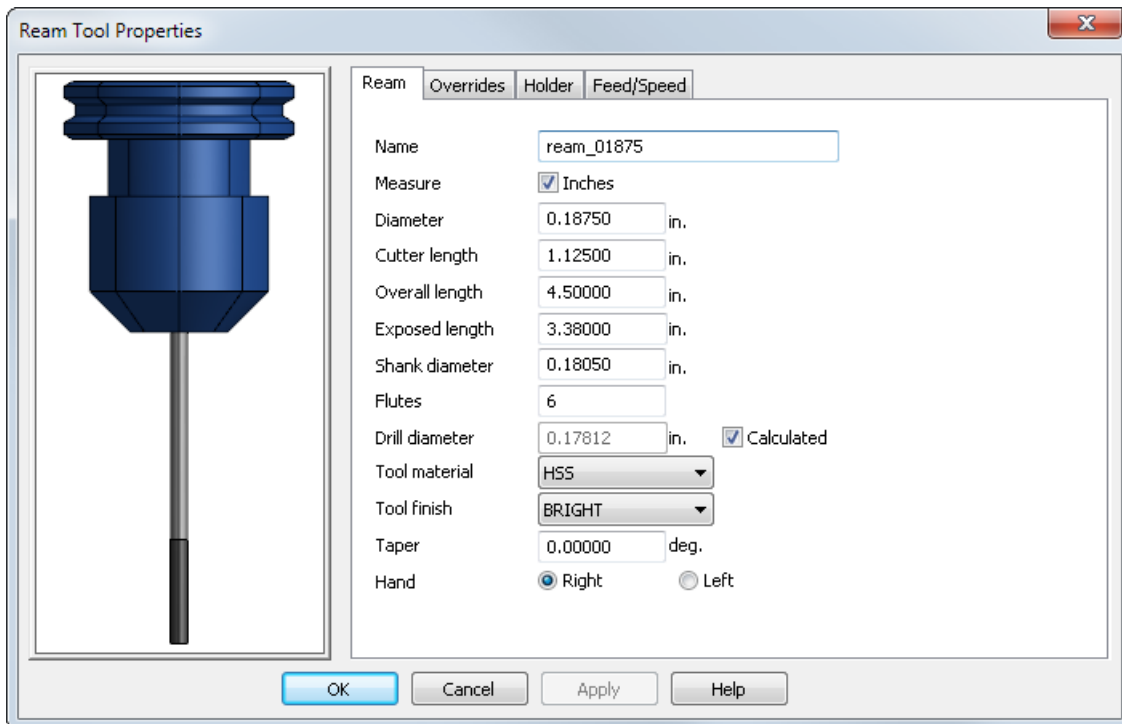 Ream Tool Properties
Ream Overrides Holder Feed/Speed
Name ream_01875
Measure Inches
Diameter 0.18750 in.
Cutter length 1.12500 in.
Overall length 4.50000 in.
Exposed length 3.38000 in.
Shank diameter 0.18050 in.
Flutes 6
Drill diameter 0.17812 in. Calculated
Tool material HSS
Tool finish BRIGHT
Taper 0.00000 deg.
Hand Right Left
OK Cancel Apply Help